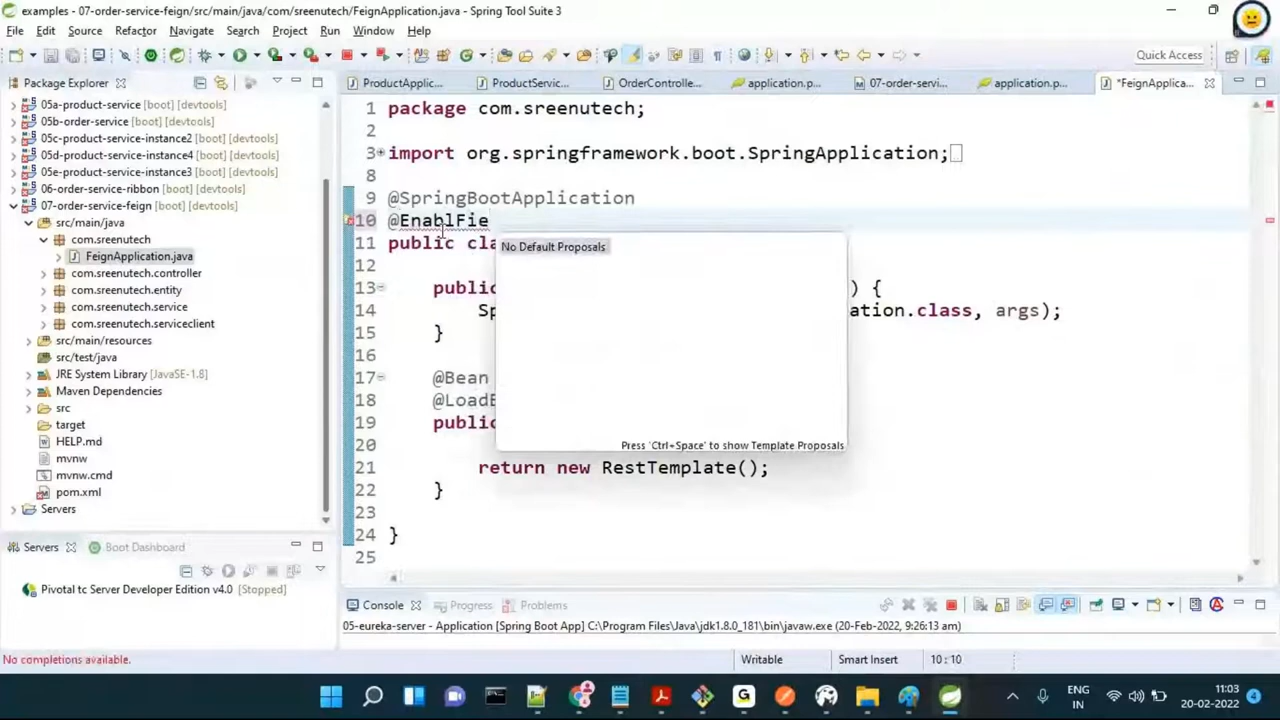 examples - 07-order-service-feign/src/main/java/com/sreenutech/FeignApplication.java - Spring Tool Suite 3
File Edit Source Refactor Navigate Search Project Run Window Help
Quick Access
Package Explorer
ProductApplic...
ProductServic...
OrderControlle...
application.p...
07-order-servi...
application.p...
*FeignApplica...
05a-product-service [boot] [devtools]
05b-order-service [boot] [devtools]
05c-product-service-instance2 [boot] [devtools]
05d-product-service-instance4 [boot] [devtools]
05e-product-service-instance3 [boot] [devtools]
06-order-service-ribbon [boot] [devtools]
07-order-service-feign [boot] [devtools]
src/main/java
com.sreenutech
FeignApplication.java
com.sreenutech.controller
com.sreenutech.entity
com.sreenutech.service
com.sreenutech.serviceclient
src/main/resources
src/test/java
JRE System Library [JavaSE-1.8]
Maven Dependencies
src
target
HELP.md
mvnw
mvnw.cmd
pom.xml
Servers
1 package com.sreenutech;
2
3 import org.springframework.boot.SpringApplication;
8
9 @SpringBootApplication
10 @EnablFie
11 public cla
12
13 public ) {
14 Sp ation.class, args);
15 }
16
17 @Bean
18 @LoadB
19 public
20
21 return new RestTemplate();
22 }
23
24 }
25
No Default Proposals
Press 'Ctrl+Space' to show Template Proposals
Servers Boot Dashboard
Pivotal tc Server Developer Edition v4.0 [Stopped]
Console Progress Problems
05-eureka-server - Application [Spring Boot App] C:\Program Files\Java\jdk1.8.0_181\bin\javaw.exe (20-Feb-2022, 9:26:13 am)
No completions available.
Writable
Smart Insert
10 : 10
ENG
IN
11:03
20-02-2022
4